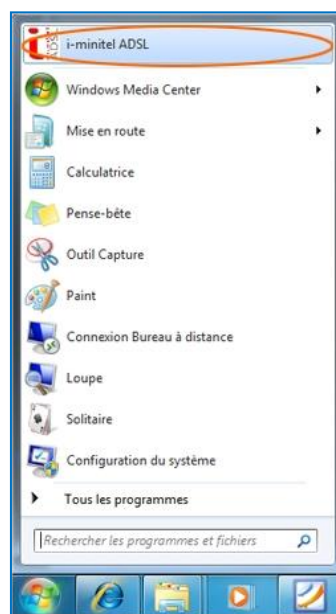 i-minitel ADSL
Windows Media Center
Mise en route
Calculatrice
Pense-bête
Outil Capture
Paint
Connexion Bureau à distance
Loupe
Solitaire
Configuration du système
Tous les programmes
Rechercher les programmes et fichiers